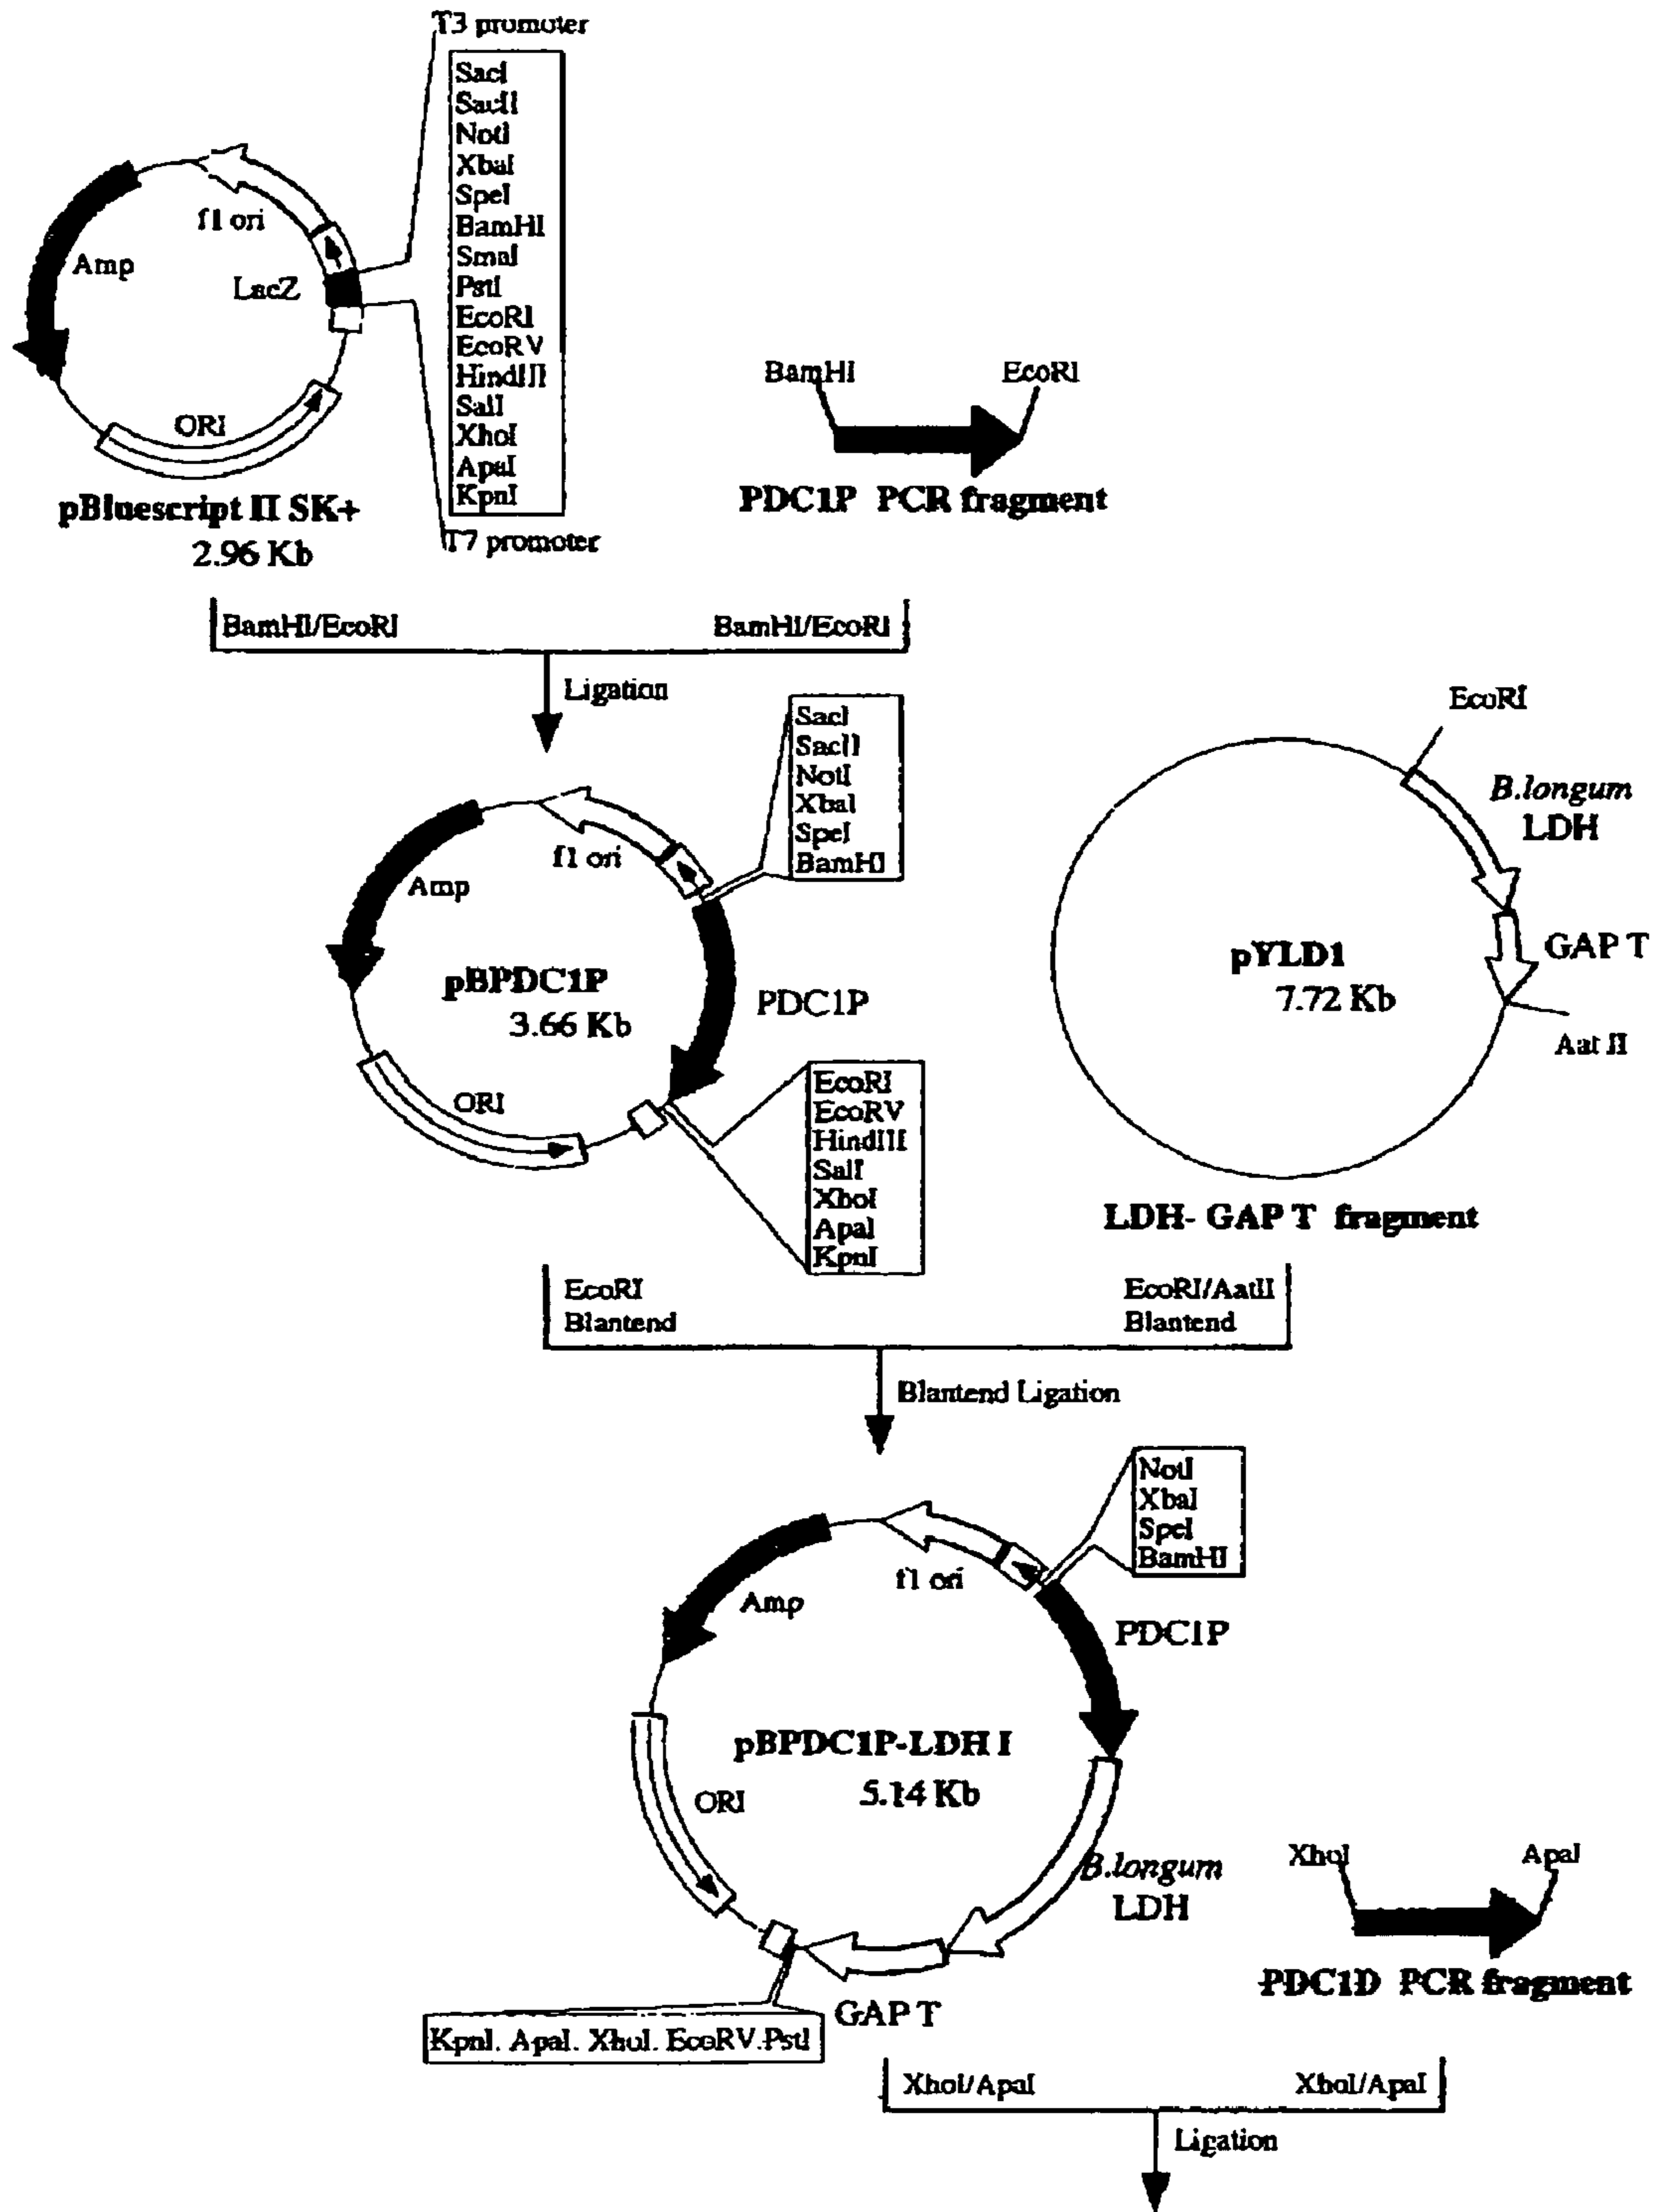 T3 promoter
SacI
SacII
NotI
XbaI
SpeI
BamHI
SmaI
PstI
EcoRI
EcoRV
HindIII
SalI
XhoI
ApaI
KpnI
T7 promoter
f1 ori
Amp
LacZ
ORI
pBluescript II SK+
2.96 Kb
BamHI
EcoRI
PDC1P PCR fragment
BamHI/EcoRI
BamHI/EcoRI
Ligation
SacI
SacII
NotI
XbaI
SpeI
BamHI
f1 ori
Amp
pBPDC1P
3.66 Kb
PDC1P
ORI
EcoRI
EcoRV
HindIII
SalI
XhoI
ApaI
KpnI
EcoRI
B.longum
LDH
pYLD1
7.72 Kb
GAP T
Aat II
LDH- GAP T fragment
EcoRI
Blantend
EcoRI/AatII
Blantend
Blantend Ligation
NotI
XbaI
SpeI
BamHI
f1 ori
Amp
PDC1P
pBPDC1P-LDH I
5.14 Kb
ORI
B.longum
LDH
GAP T
KpnI. ApaI. XhoI. EcoRV.PstI
XhoI
ApaI
PDC1D PCR fragment
XhoI/ApaI
XhoI/ApaI
Ligation